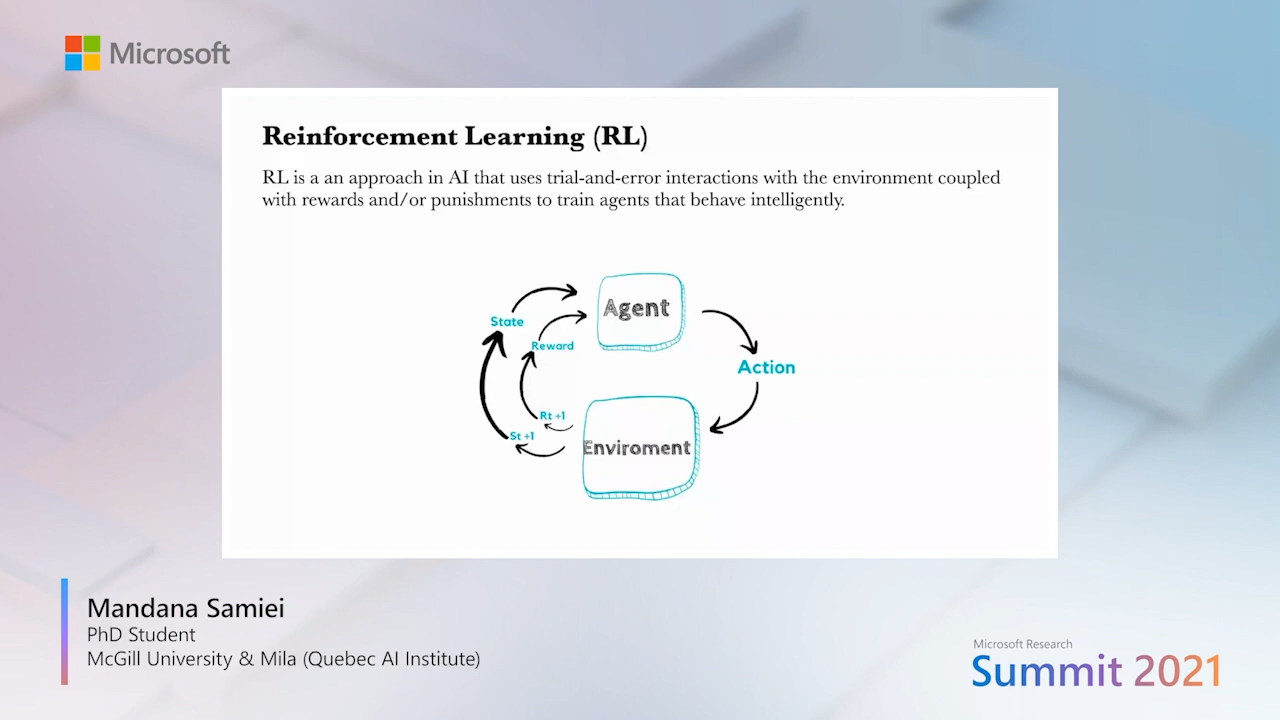 Microsoft
Reinforcement Learning (RL)
RL is a an approach in AI that uses trial-and-error interactions with the environment coupled
with rewards and/or punishments to train agents that behave intelligently.
Agent
State
Reward
Action
Rt +1
St +1
Enviroment
Mandana Samiei
PhD Student
McGill University & Mila (Quebec AI Institute)
Microsoft Research
Summit 2021